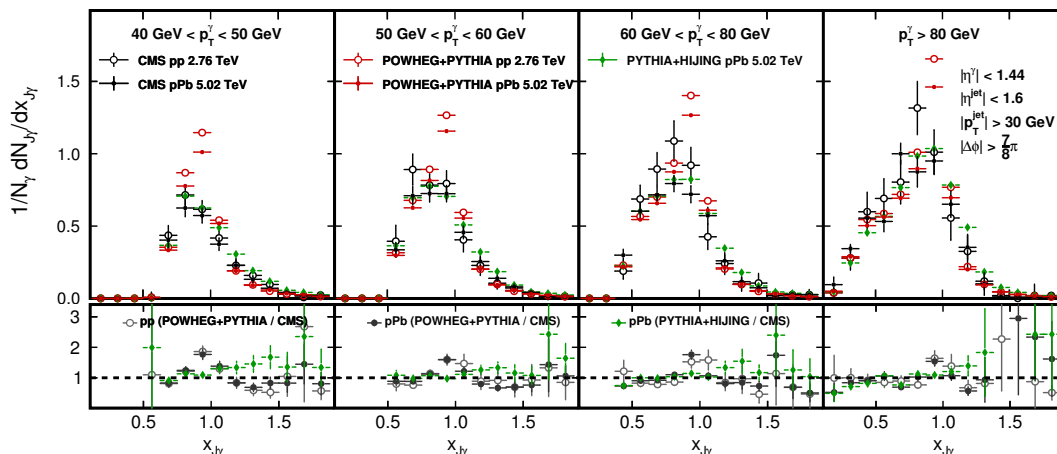 40 GeV < p_T^γ < 50 GeV
50 GeV < p_T^γ < 60 GeV
60 GeV < p_T^γ < 80 GeV
p_T^γ > 80 GeV
CMS pp 2.76 TeV
CMS pPb 5.02 TeV
POWHEG+PYTHIA pp 2.76 TeV
POWHEG+PYTHIA pPb 5.02 TeV
PYTHIA+HIJING pPb 5.02 TeV
|η^γ| < 1.44
|η^jet| < 1.6
|p_T^jet| > 30 GeV
|Δϕ| > 7/8 π
1/N_γ dN_Jγ/dx_Jγ
1.5
1.0
0.5
0.0
pp (POWHEG+PYTHIA / CMS)
pPb (POWHEG+PYTHIA / CMS)
pPb (PYTHIA+HIJING / CMS)
3
2
1
0.5 1.0 1.5
0.5 1.0 1.5
0.5 1.0 1.5
0.5 1.0 1.5
x_Jγ
x_Jγ
x_Jγ
x_Jγ